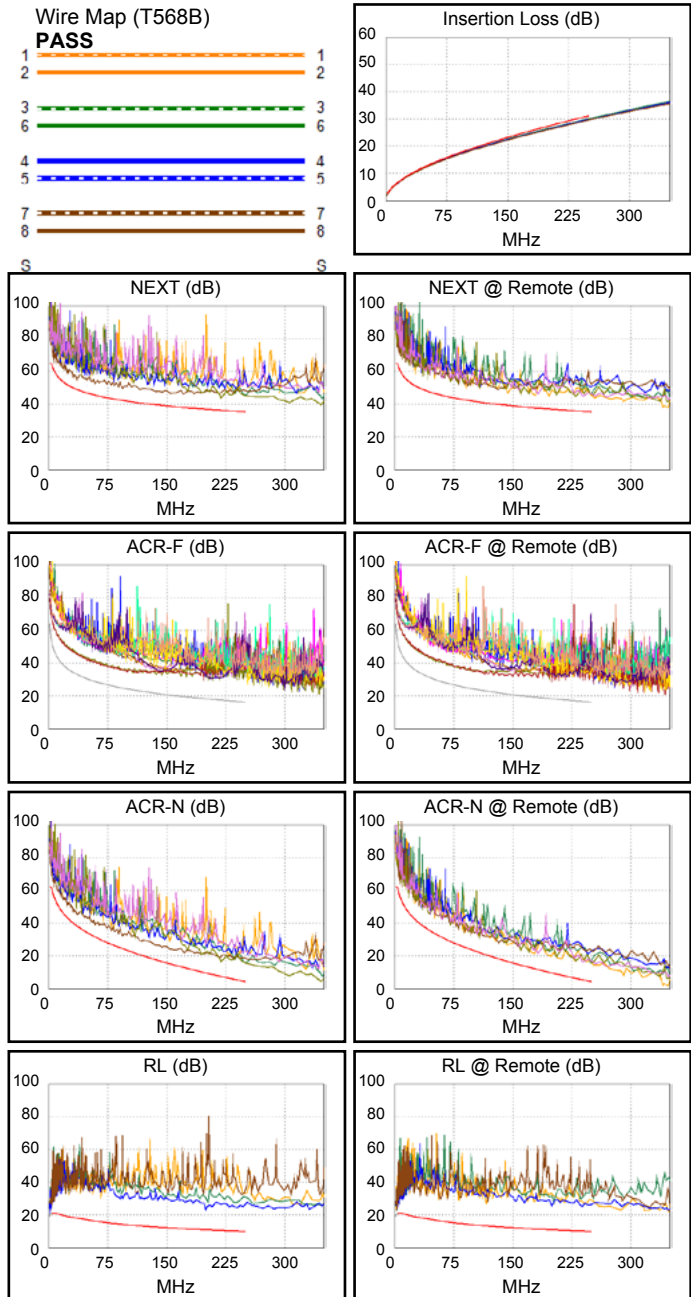 Wire Map (T568B)
PASS
1 1
2 2
3 3
6 6
4 4
5 5
7 7
8 8
S S
Insertion Loss (dB)
60
50
40
30
20
10
0
0 75 150 225 300
MHz
NEXT (dB)
100
80
60
40
20
0
0 75 150 225 300
MHz
NEXT @ Remote (dB)
100
80
60
40
20
0
0 75 150 225 300
MHz
ACR-F (dB)
100
80
60
40
20
0
0 75 150 225 300
MHz
ACR-F @ Remote (dB)
100
80
60
40
20
0
0 75 150 225 300
MHz
ACR-N (dB)
100
80
60
40
20
0
0 75 150 225 300
MHz
ACR-N @ Remote (dB)
100
80
60
40
20
0
0 75 150 225 300
MHz
RL (dB)
100
80
60
40
20
0
0 75 150 225 300
MHz
RL @ Remote (dB)
100
80
60
40
20
0
0 75 150 225 300
MHz